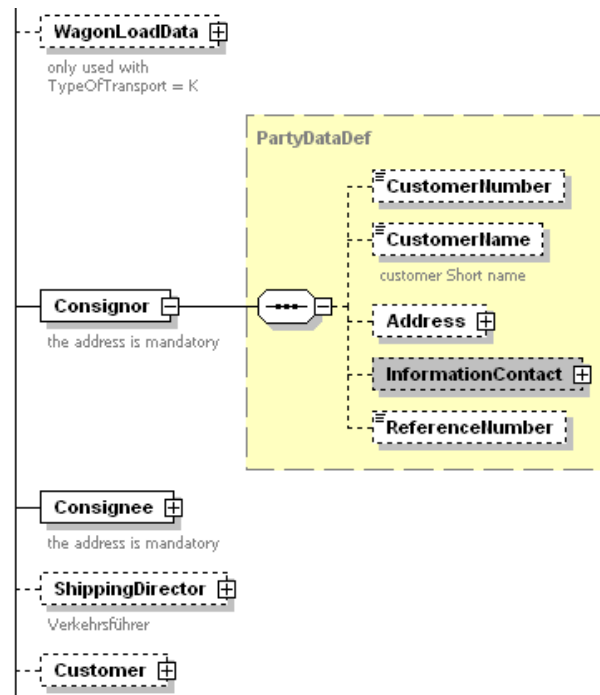 WagonLoadData
only used with
TypeOfTransport = K
PartyDataDef
CustomerNumber
CustomerName
customer Short name
Consignor
the address is mandatory
Address
InformationContact
ReferenceNumber
Consignee
the address is mandatory
ShippingDirector
Verkehrsführer
Customer